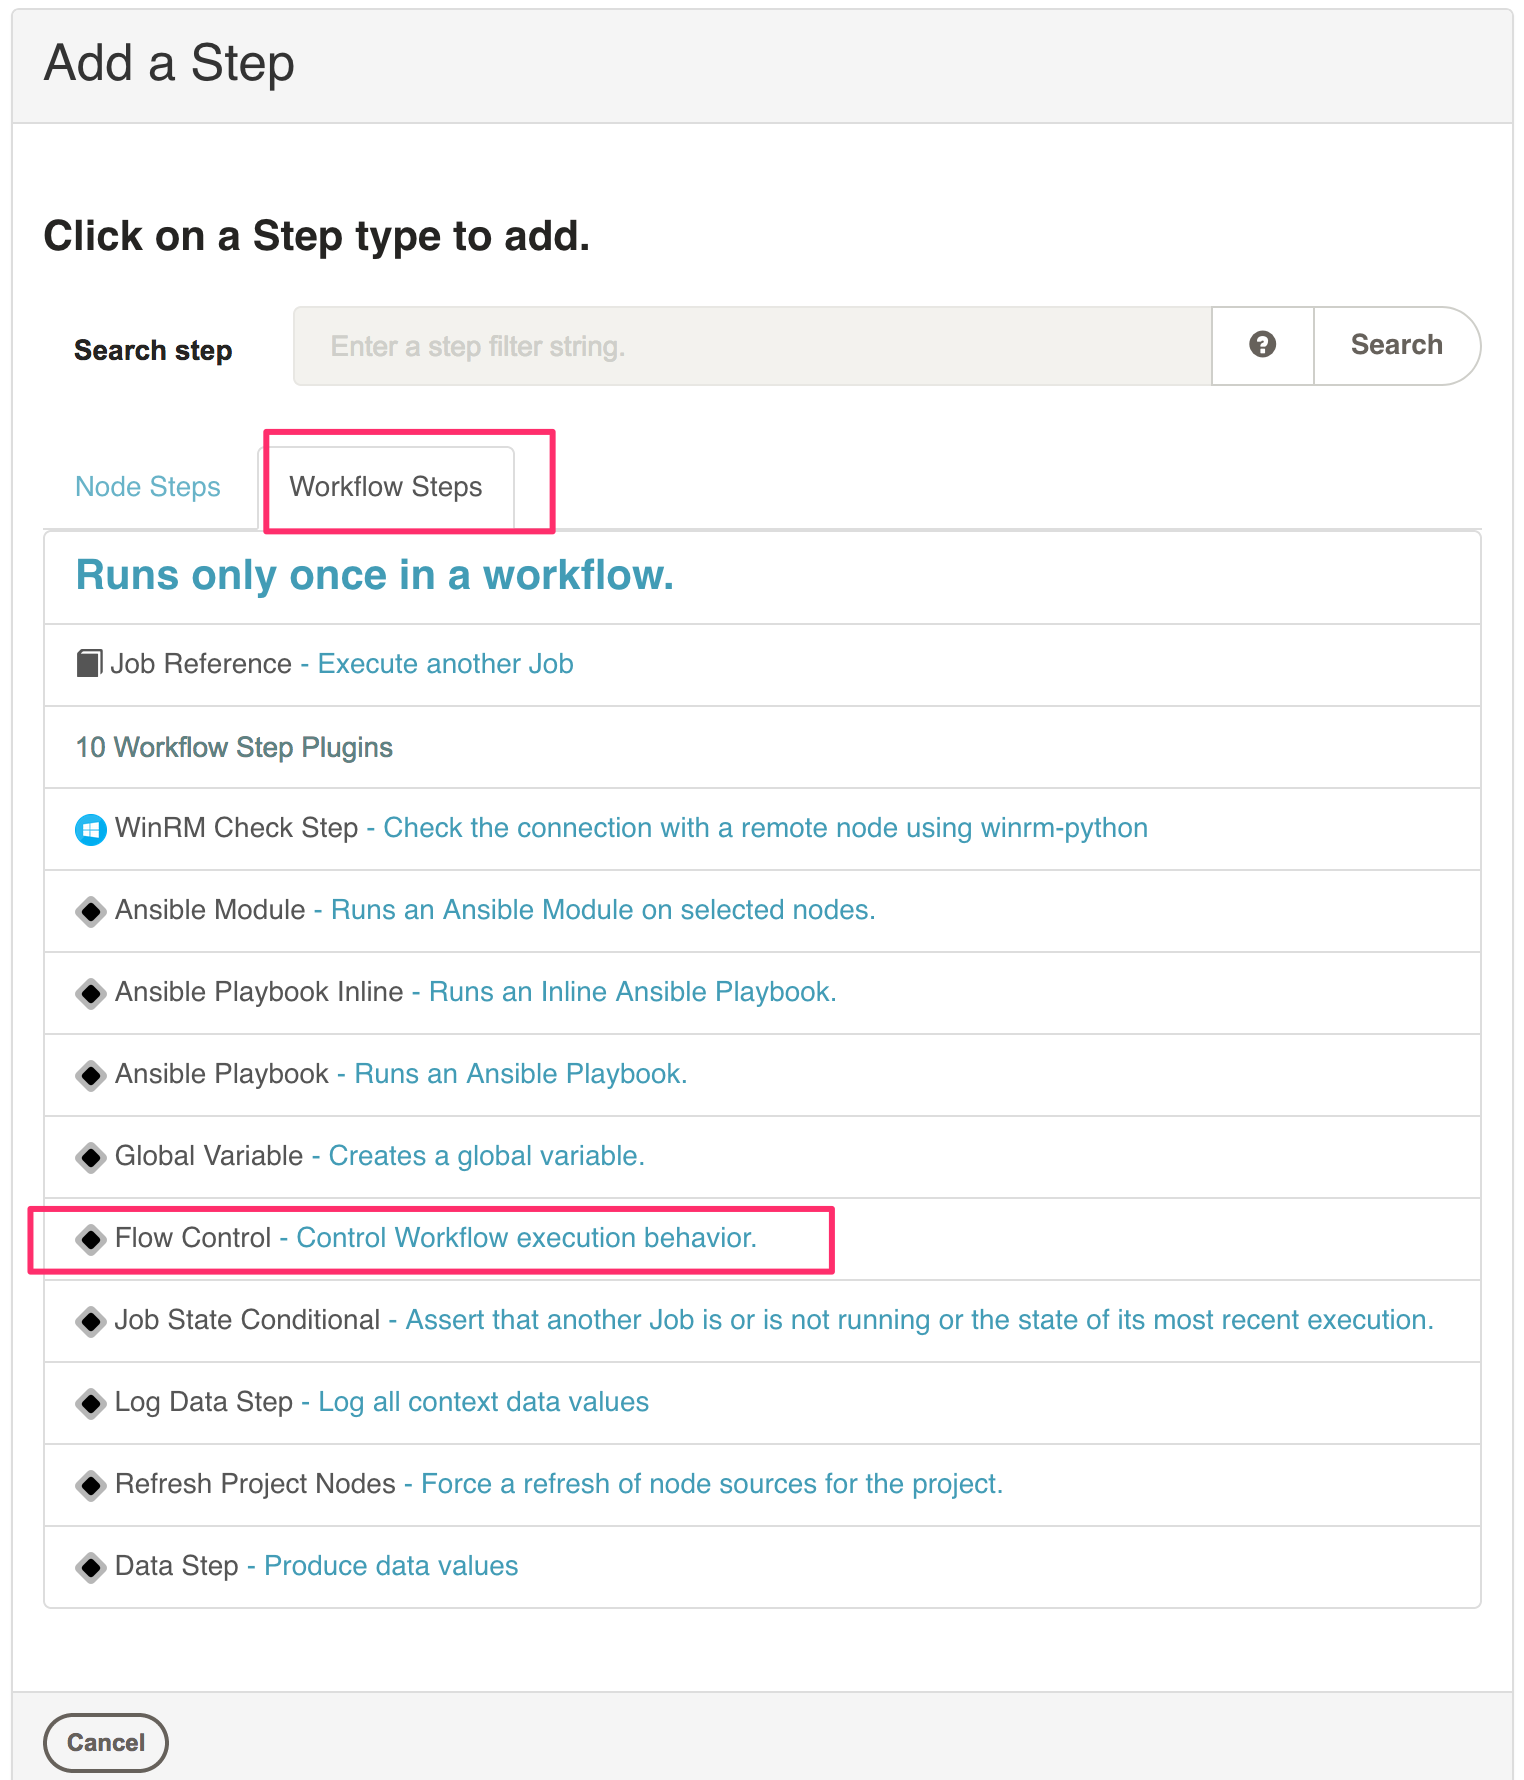 Add a Step
Click on a Step type to add.
Search step
Enter a step filter string.
Search
Node Steps
Workflow Steps
Runs only once in a workflow.
Job Reference - Execute another Job
10 Workflow Step Plugins
WinRM Check Step - Check the connection with a remote node using winrm-python
Ansible Module - Runs an Ansible Module on selected nodes.
Ansible Playbook Inline - Runs an Inline Ansible Playbook.
Ansible Playbook - Runs an Ansible Playbook.
Global Variable - Creates a global variable.
Flow Control - Control Workflow execution behavior.
Job State Conditional - Assert that another Job is or is not running or the state of its most recent execution.
Log Data Step - Log all context data values
Refresh Project Nodes - Force a refresh of node sources for the project.
Data Step - Produce data values
Cancel